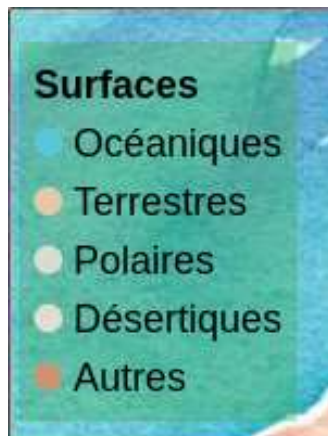 Surfaces
Océaniques
Terrestres
Polaires
Désertiques
Autres